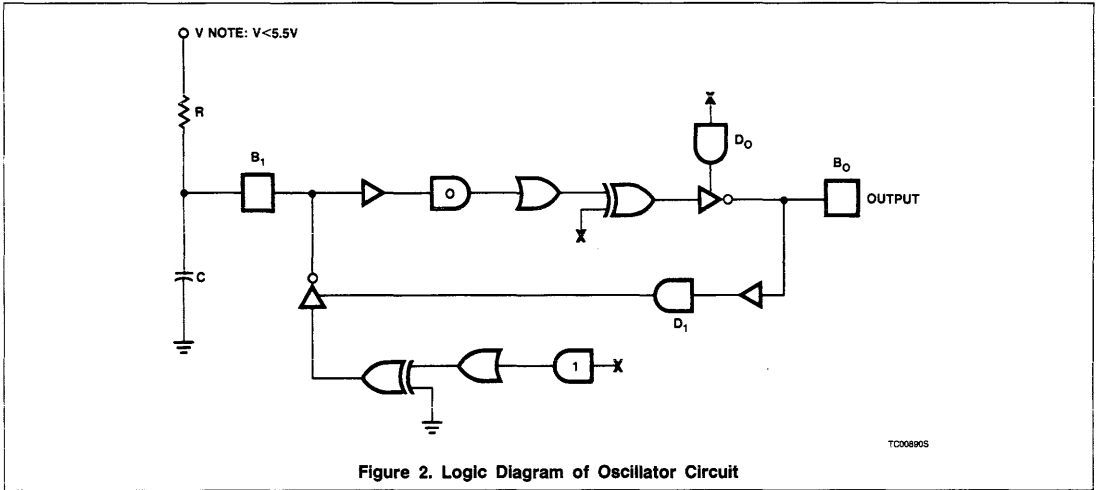 V NOTE: V<5.5V
R
B1
C
O
DO
BO
OUTPUT
D1
1
TC00890S
Figure 2. Logic Diagram of Oscillator Circuit